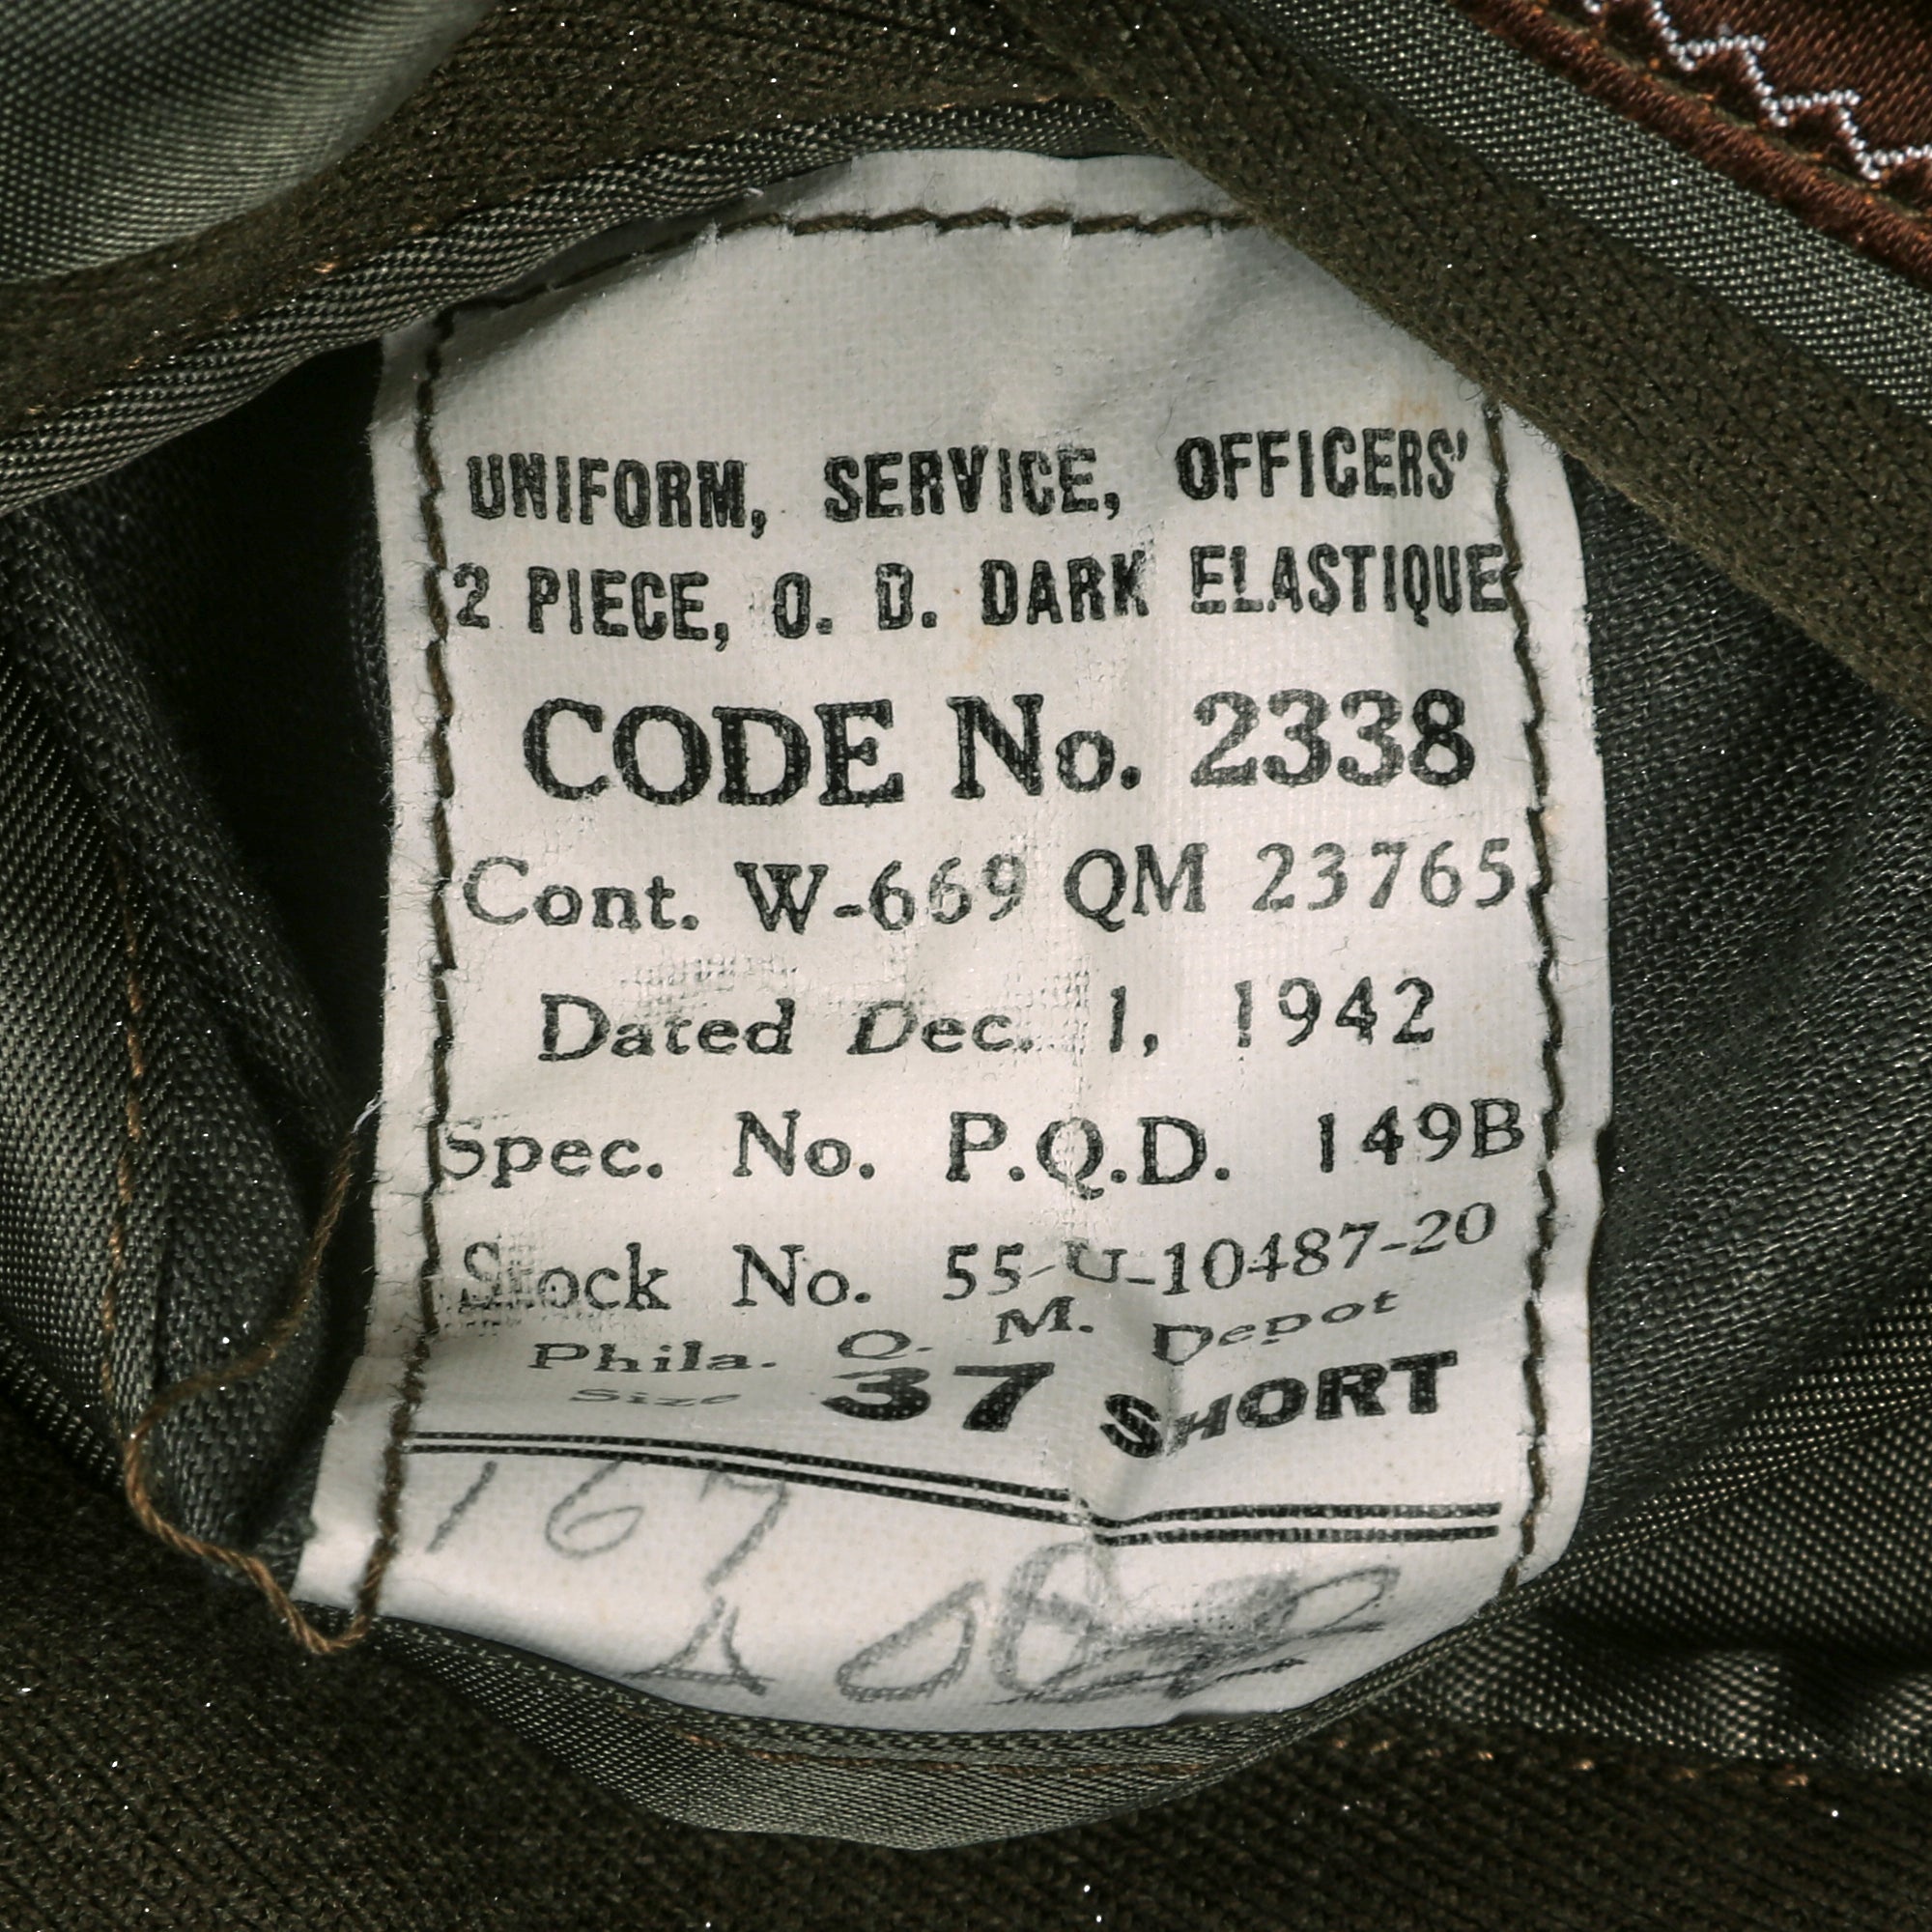 UNIFORM, SERVICE, OFFICERS'
2 PIECE, O. D. DARK ELASTIQUE
CODE No. 2338
Cont. W-669 QM 23765
Dated Dec. 1, 1942
Spec. No. P.Q.D. 149B
Stock No. 55-U-10487-20
Phila. Q. M. Depot
Size 37 SHORT
167